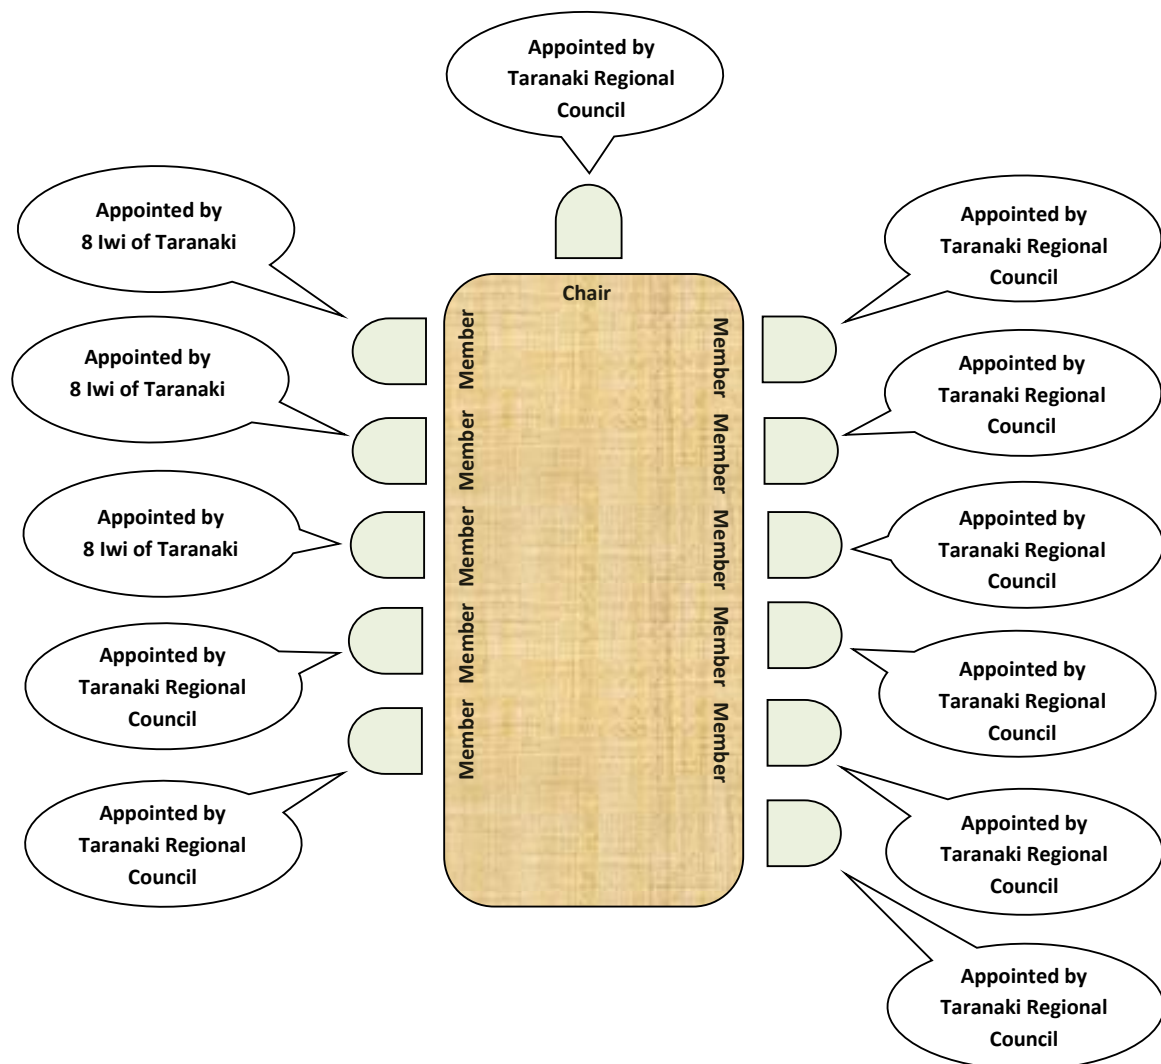 Appointed by
Taranaki Regional
Council
Appointed by
8 Iwi of Taranaki
Appointed by
8 Iwi of Taranaki
Appointed by
8 Iwi of Taranaki
Appointed by
Taranaki Regional
Council
Appointed by
Taranaki Regional
Council
Chair
Member
Member
Member
Member
Member
Member
Member
Member
Member
Member
Appointed by
Taranaki Regional
Council
Appointed by
Taranaki Regional
Council
Appointed by
Taranaki Regional
Council
Appointed by
Taranaki Regional
Council
Appointed by
Taranaki Regional
Council
Appointed by
Taranaki Regional
Council